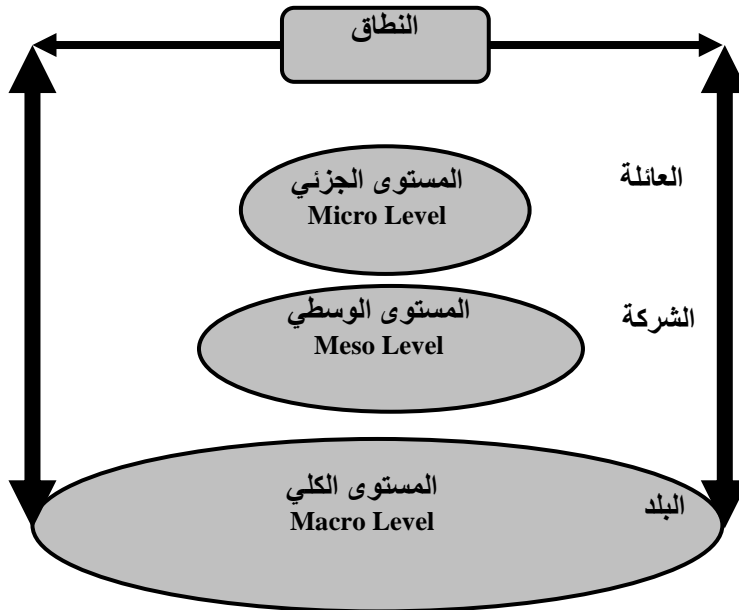 النطاق
العائلة
المستوى الجزئي
Micro Level
الشركة
المستوى الوسطي
Meso Level
المستوى الكلي
Macro Level
البلد